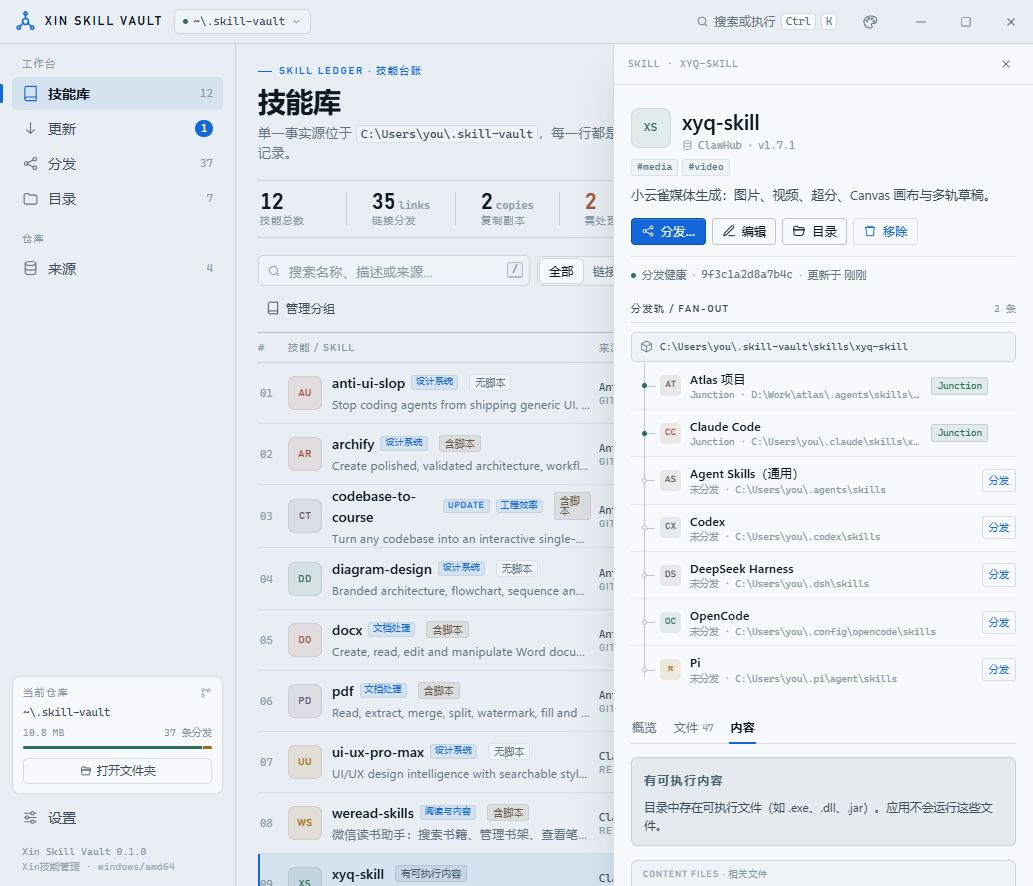 XIN SKILL VAULT
~\.skill-vault
搜索或执行 Ctrl K
工作台
技能库 12
更新 1
分发 37
目录 7
仓库
来源 4
当前仓库
~\.skill-vault
10.8 MB 37 条分发
打开文件夹
设置
Xin Skill Vault 0.1.0
Xin技能管理 · windows/amd64
SKILL LEDGER · 技能台账
技能库
单一事实源位于 C:\Users\you\.skill-vault ，每一行都是
记录。
12
技能总数
35 links
链接分发
2 copies
复制副本
2
需处理
搜索名称、描述或来源... /
全部 链接
管理分组
# 技能 / SKILL 来
01 AU anti-ui-slop 设计系统 无脚本
Stop coding agents from shipping generic UI. ...
An
GIT
02 AR archify 设计系统 含脚本
Create polished, validated architecture, workfl...
An
GIT
03 CT codebase-to-course UPDATE 工程效率 含脚本
Turn any codebase into an interactive single-...
An
GIT
04 DD diagram-design 设计系统 无脚本
Branded architecture, flowchart, sequence an...
An
GIT
05 DO docx 文档处理 含脚本
Create, read, edit and manipulate Word docu...
An
GIT
06 PD pdf 文档处理 含脚本
Read, extract, merge, split, watermark, fill and ...
An
GIT
07 UU ui-ux-pro-max 设计系统 无脚本
UI/UX design intelligence with searchable styl...
Cl
RE
08 WS weread-skills 阅读与内容 含脚本
微信读书助手：搜索书籍、管理书架、查看笔...
Cl
RE
09 XS xyq-skill 有可执行内容
Cl
SKILL · XYQ-SKILL
XS
xyq-skill
ClawHub · v1.7.1
#media #video
小云雀媒体生成：图片、视频、超分、Canvas 画布与多轨草稿。
分发... 编辑 目录 移除
分发健康 · 9f3c1a2d8a7b4c · 更新于 刚刚
分发轨 / FAN-OUT 2 条
C:\Users\you\.skill-vault\skills\xyq-skill
AT Atlas 项目
Junction · D:\Work\atlas\.agents\skills\...
Junction
CC Claude Code
Junction · C:\Users\you\.claude\skills\x...
Junction
AS Agent Skills（通用）
未分发 · C:\Users\you\.agents\skills
分发
CX Codex
未分发 · C:\Users\you\.codex\skills
分发
DS DeepSeek Harness
未分发 · C:\Users\you\.dsh\skills
分发
OC OpenCode
未分发 · C:\Users\you\.config\opencode\skills
分发
π Pi
未分发 · C:\Users\you\.pi\agent\skills
分发
概览 文件 47 内容
有可执行内容
目录中存在可执行文件（如 .exe、.dll、.jar）。应用不会运行这些文
件。
CONTENT FILES · 相关文件